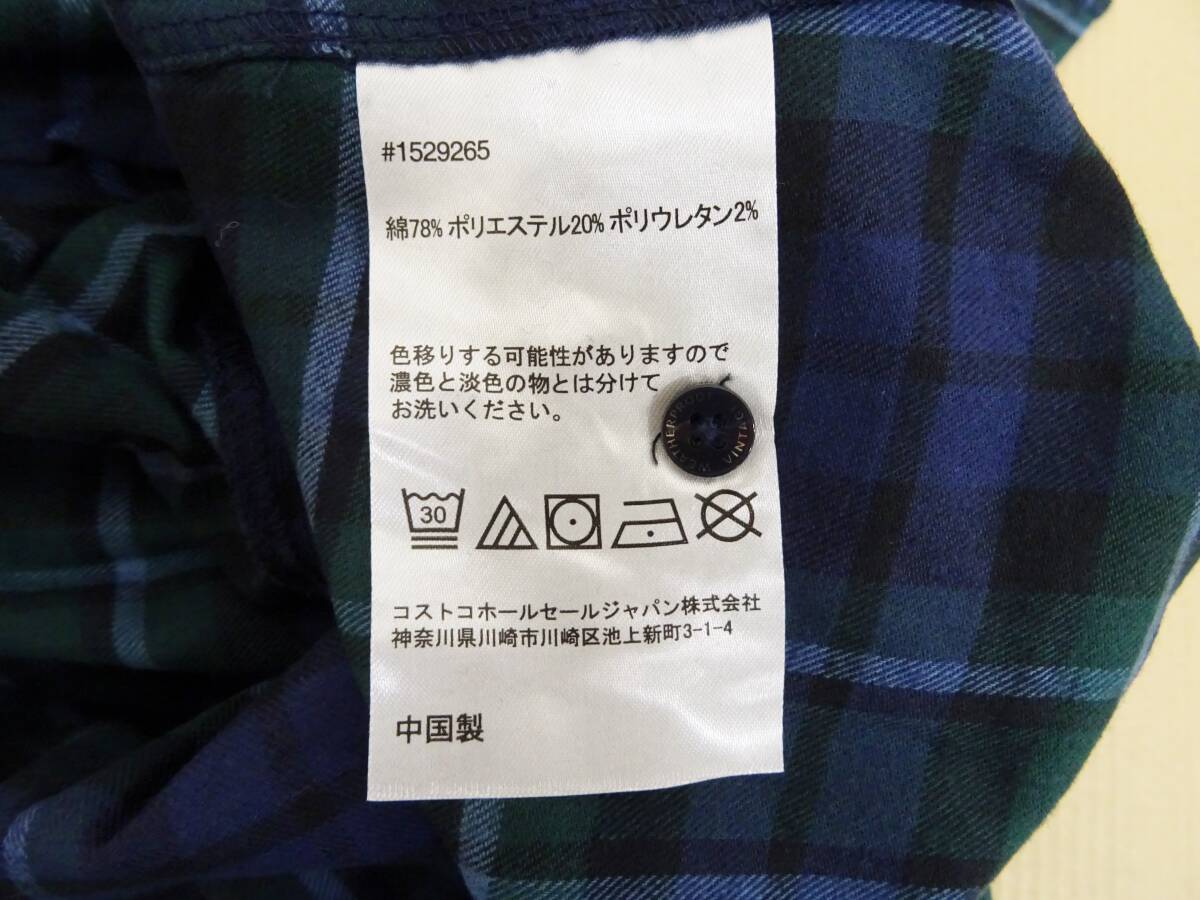 #1529265
綿78% ポリエステル20% ポリウレタン2%
色移りする可能性がありますので
濃色と淡色の物とは分けて
お洗いください。
WEATHERPROOF VINTAGE
30
コストコホールセールジャパン株式会社
神奈川県川崎市川崎区池上新町3-1-4
中国製